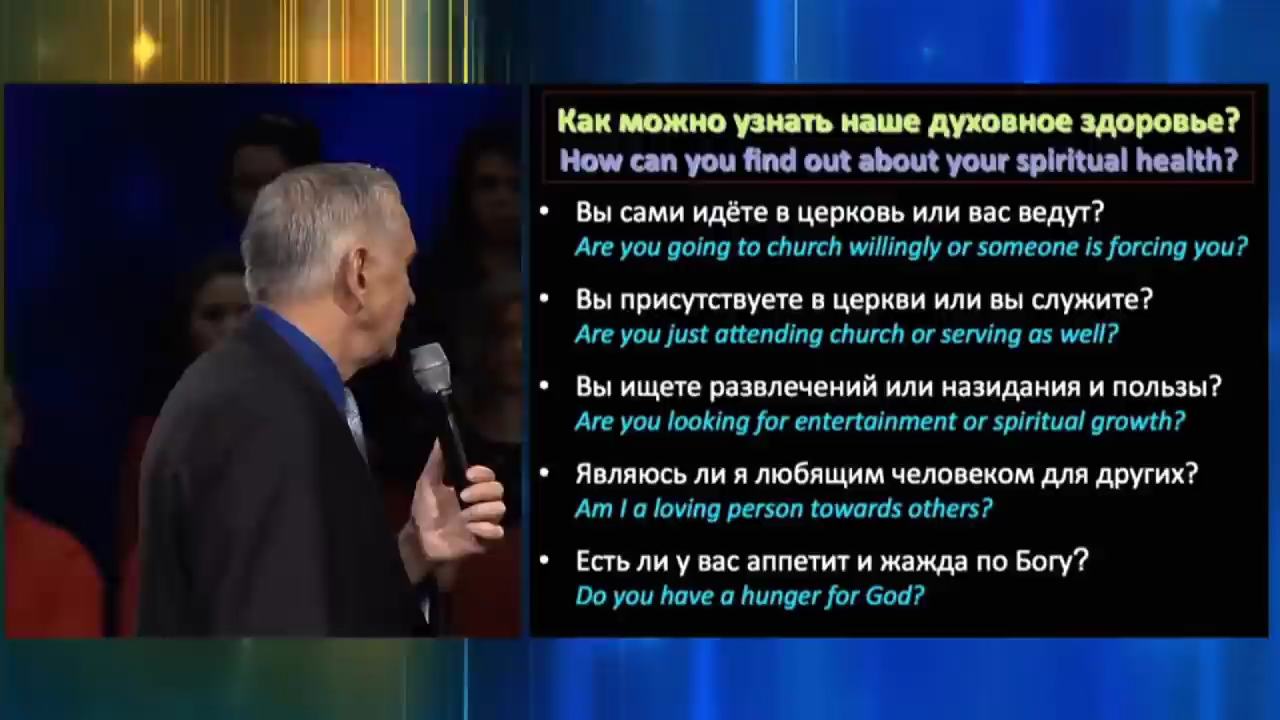 Как можно узнать наше духовное здоровье?
How can you find out about your spiritual health?
• Вы сами идёте в церковь или вас ведут?
Are you going to church willingly or someone is forcing you?
• Вы присутствуете в церкви или вы служите?
Are you just attending church or serving as well?
• Вы ищете развлечений или назидания и пользы?
Are you looking for entertainment or spiritual growth?
• Являюсь ли я любящим человеком для других?
Am I a loving person towards others?
• Есть ли у вас аппетит и жажда по Богу?
Do you have a hunger for God?